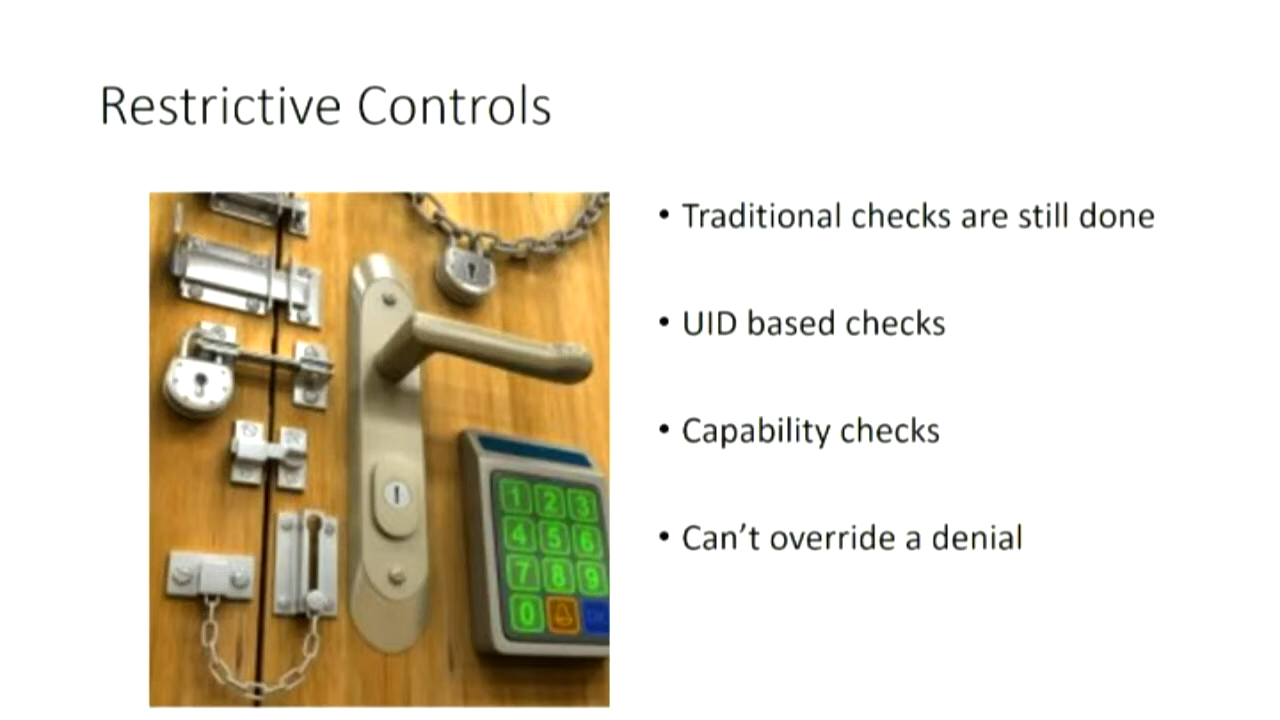 Restrictive Controls
• Traditional checks are still done
• UID based checks
• Capability checks
• Can't override a denial
1 2 3
4 5 6
7 8 9
0